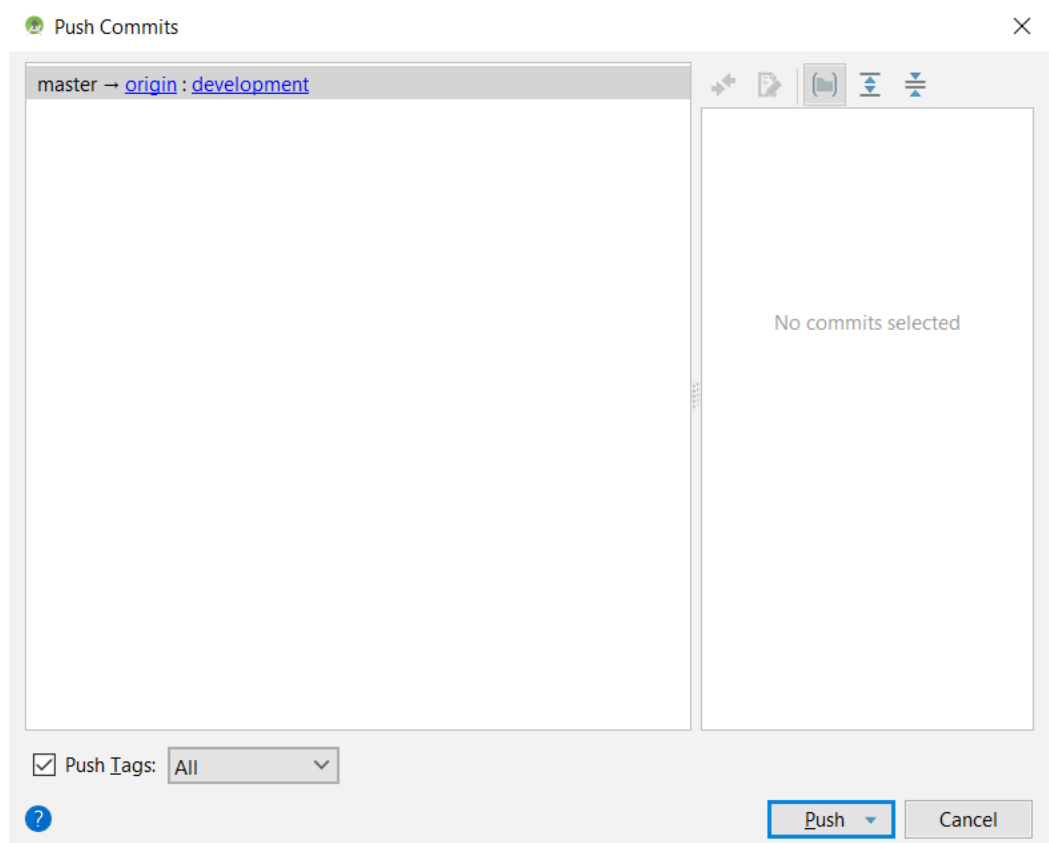 Push Commits
master → origin : development
No commits selected
Push Tags: All
?
Push
Cancel